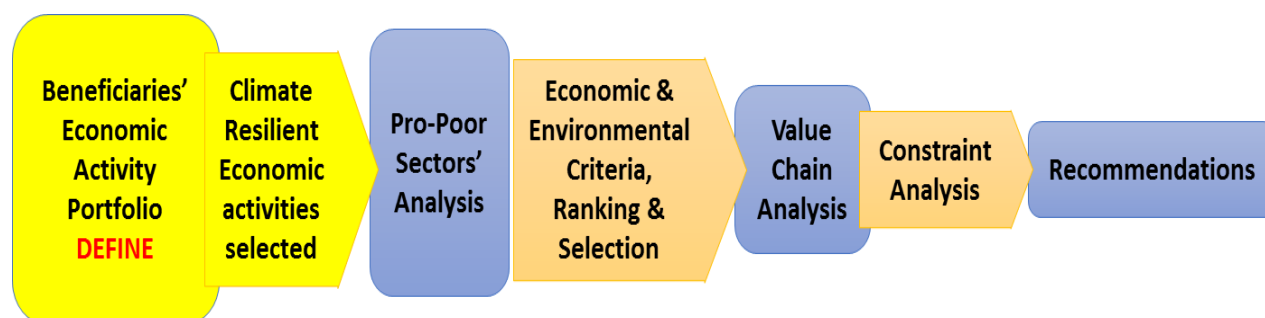 Beneficiaries’
Economic
Activity
Portfolio
DEFINE
Climate
Resilient
Economic
activities
selected
Pro-Poor
Sectors’
Analysis
Economic &
Environmental
Criteria,
Ranking &
Selection
Value
Chain
Analysis
Constraint
Analysis
Recommendations